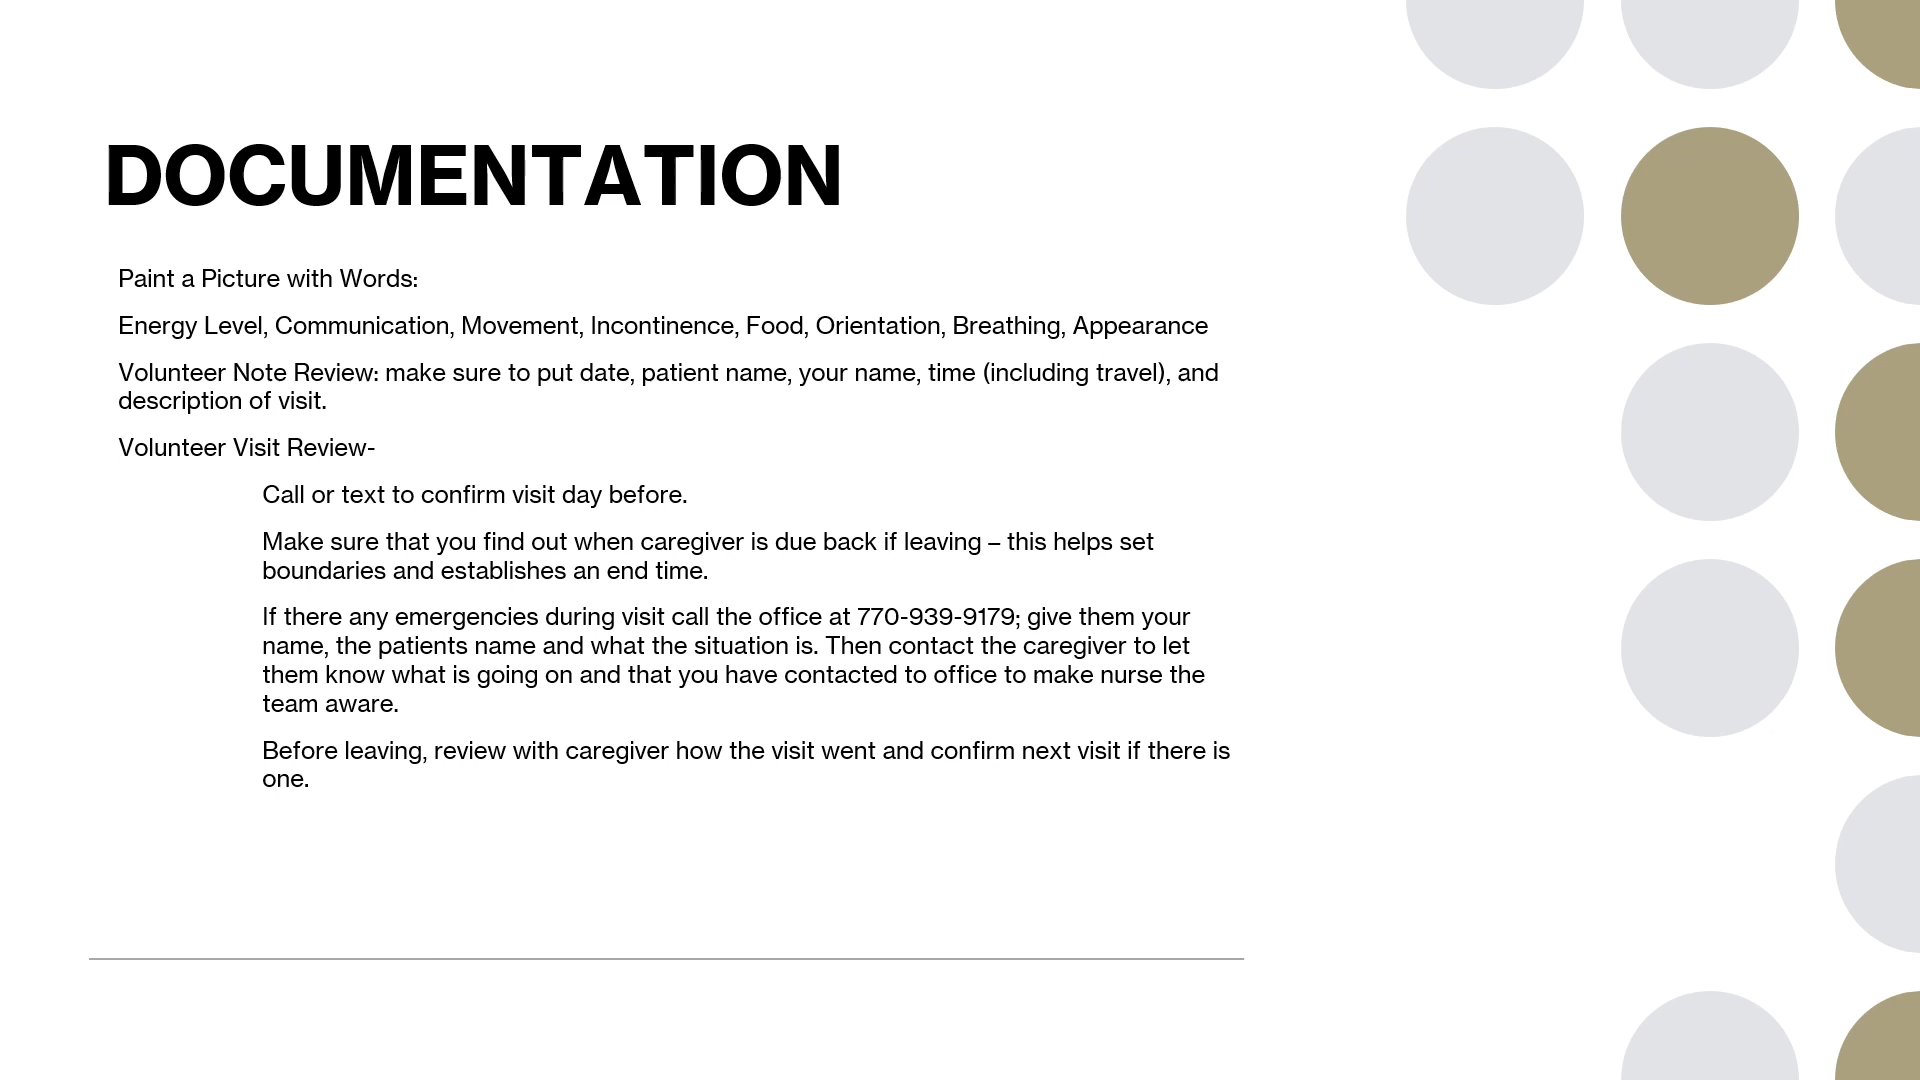 DOCUMENTATION
Paint a Picture with Words:
Energy Level, Communication, Movement, Incontinence, Food, Orientation, Breathing, Appearance
Volunteer Note Review: make sure to put date, patient name, your name, time (including travel), and
description of visit.
Volunteer Visit Review-
Call or text to confirm visit day before.
Make sure that you find out when caregiver is due back if leaving – this helps set
boundaries and establishes an end time.
If there any emergencies during visit call the office at 770-939-9179; give them your
name, the patients name and what the situation is. Then contact the caregiver to let
them know what is going on and that you have contacted to office to make nurse the
team aware.
Before leaving, review with caregiver how the visit went and confirm next visit if there is
one.